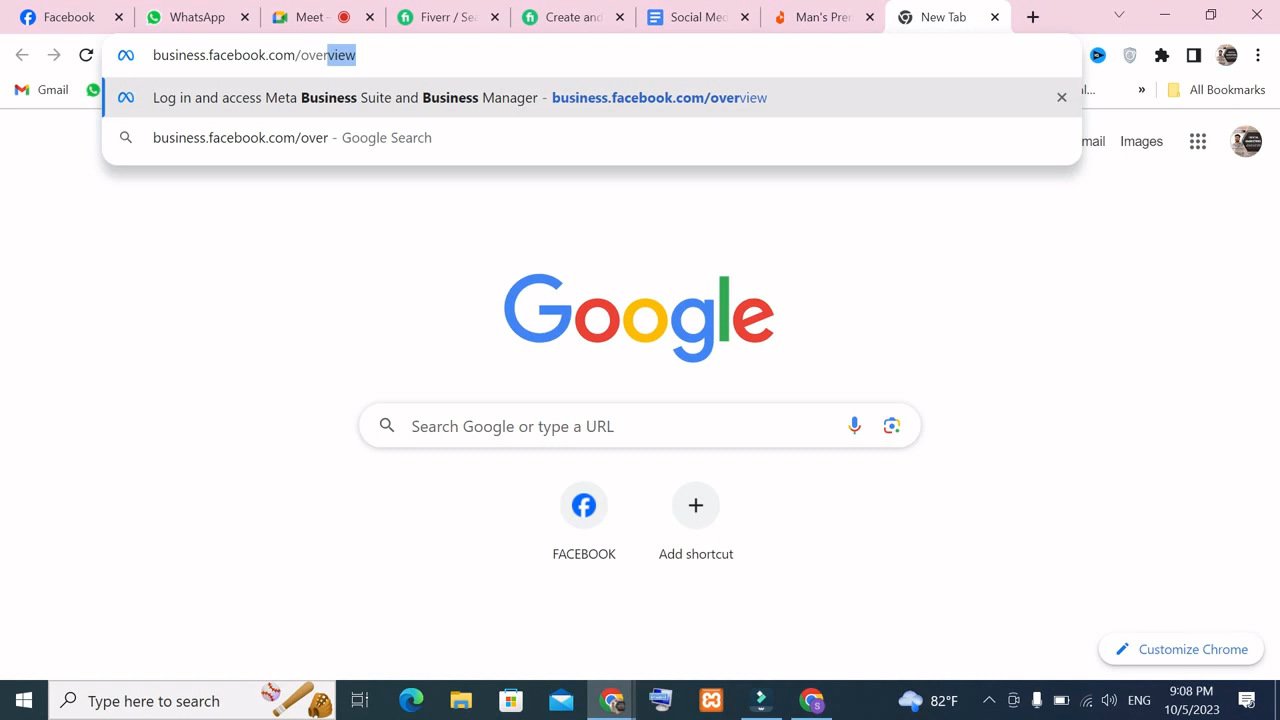 Facebook
WhatsApp
Meet -
Fiverr / Sea
Create and
Social Med
Man's Pre
New Tab
business.facebook.com/overview
Gmail
al...
»
All Bookmarks
Log in and access Meta Business Suite and Business Manager - business.facebook.com/overview
business.facebook.com/over - Google Search
mail
Images
Google
Search Google or type a URL
FACEBOOK
Add shortcut
Customize Chrome
Type here to search
82°F
ENG
9:08 PM
10/5/2023